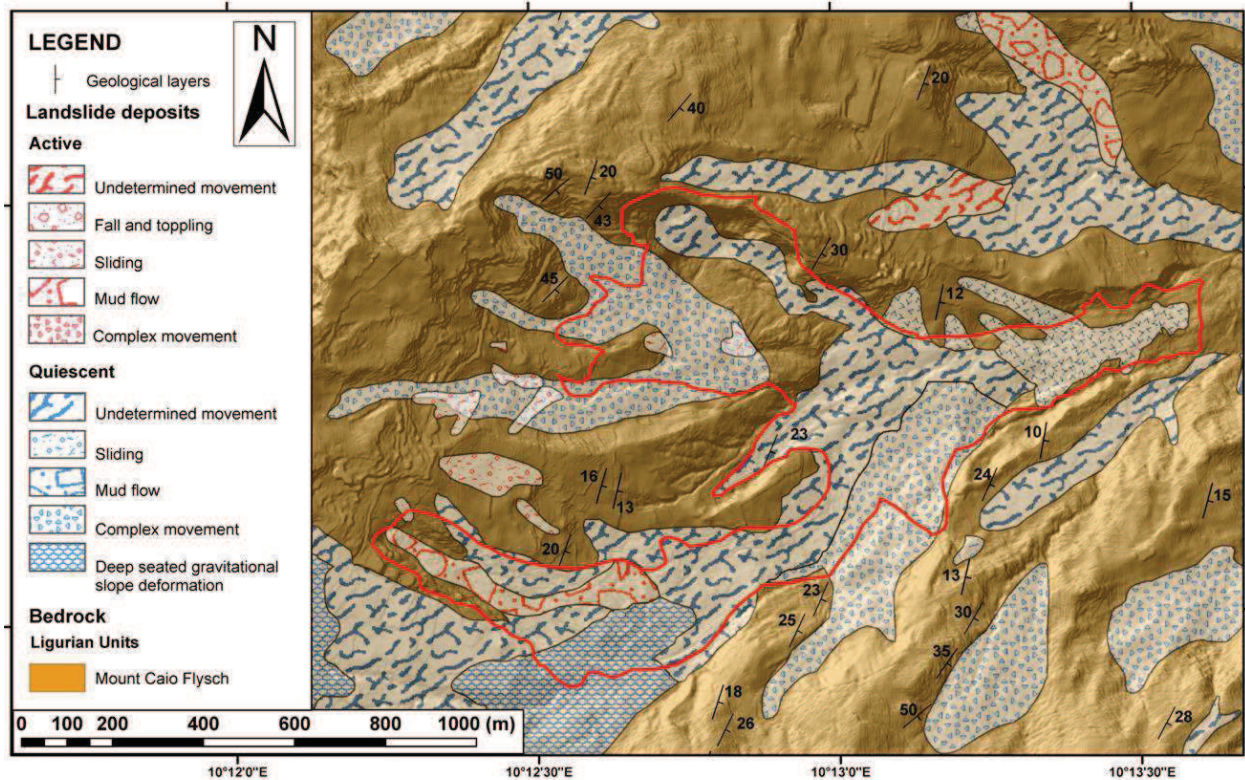 LEGEND
N
Geological layers
Landslide deposits
Active
Undetermined movement
Fall and toppling
Sliding
Mud flow
Complex movement
Quiescent
Undetermined movement
Sliding
Mud flow
Complex movement
Deep seated gravitational
slope deformation
Bedrock
Ligurian Units
Mount Caio Flysch
0 100 200 400 600 800 1000 (m)
20
40
50
20
43
30
45
12
10
23
24
16
13
15
20
13
23
30
25
35
18
26
50
28
10°12'0"E
10°12'30"E
10°13'0"E
10°13'30"E